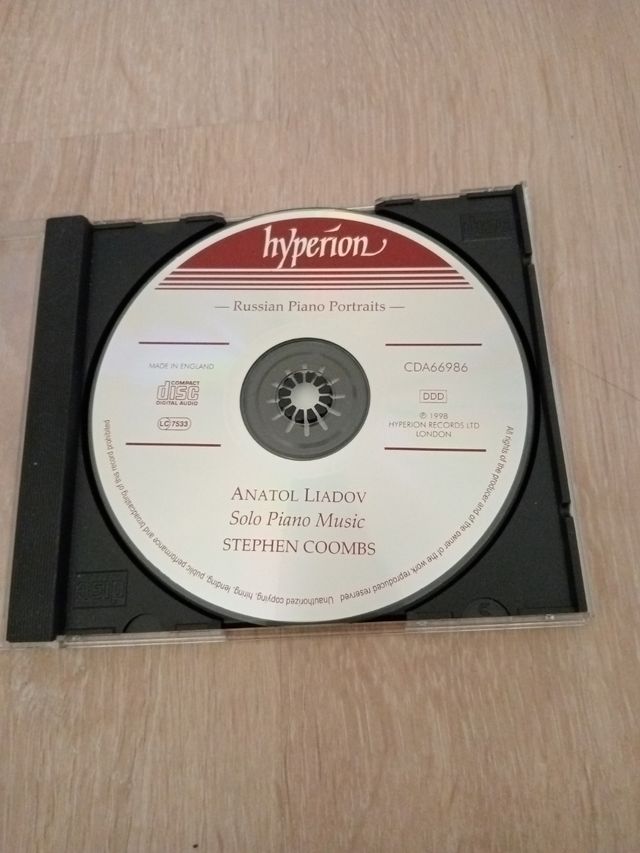 hyperion
— Russian Piano Portraits —
MADE IN ENGLAND
COMPACT
disc
DIGITAL AUDIO
LC 7533
CDA66986
DDD
℗ 1998
HYPERION RECORDS LTD
LONDON
ANATOL LIADOV
Solo Piano Music
STEPHEN COOMBS
All rights of the producer and of the owner of the work reproduced reserved. Unauthorized copying, hiring, lending, public performance and broadcasting of this record prohibited
disc